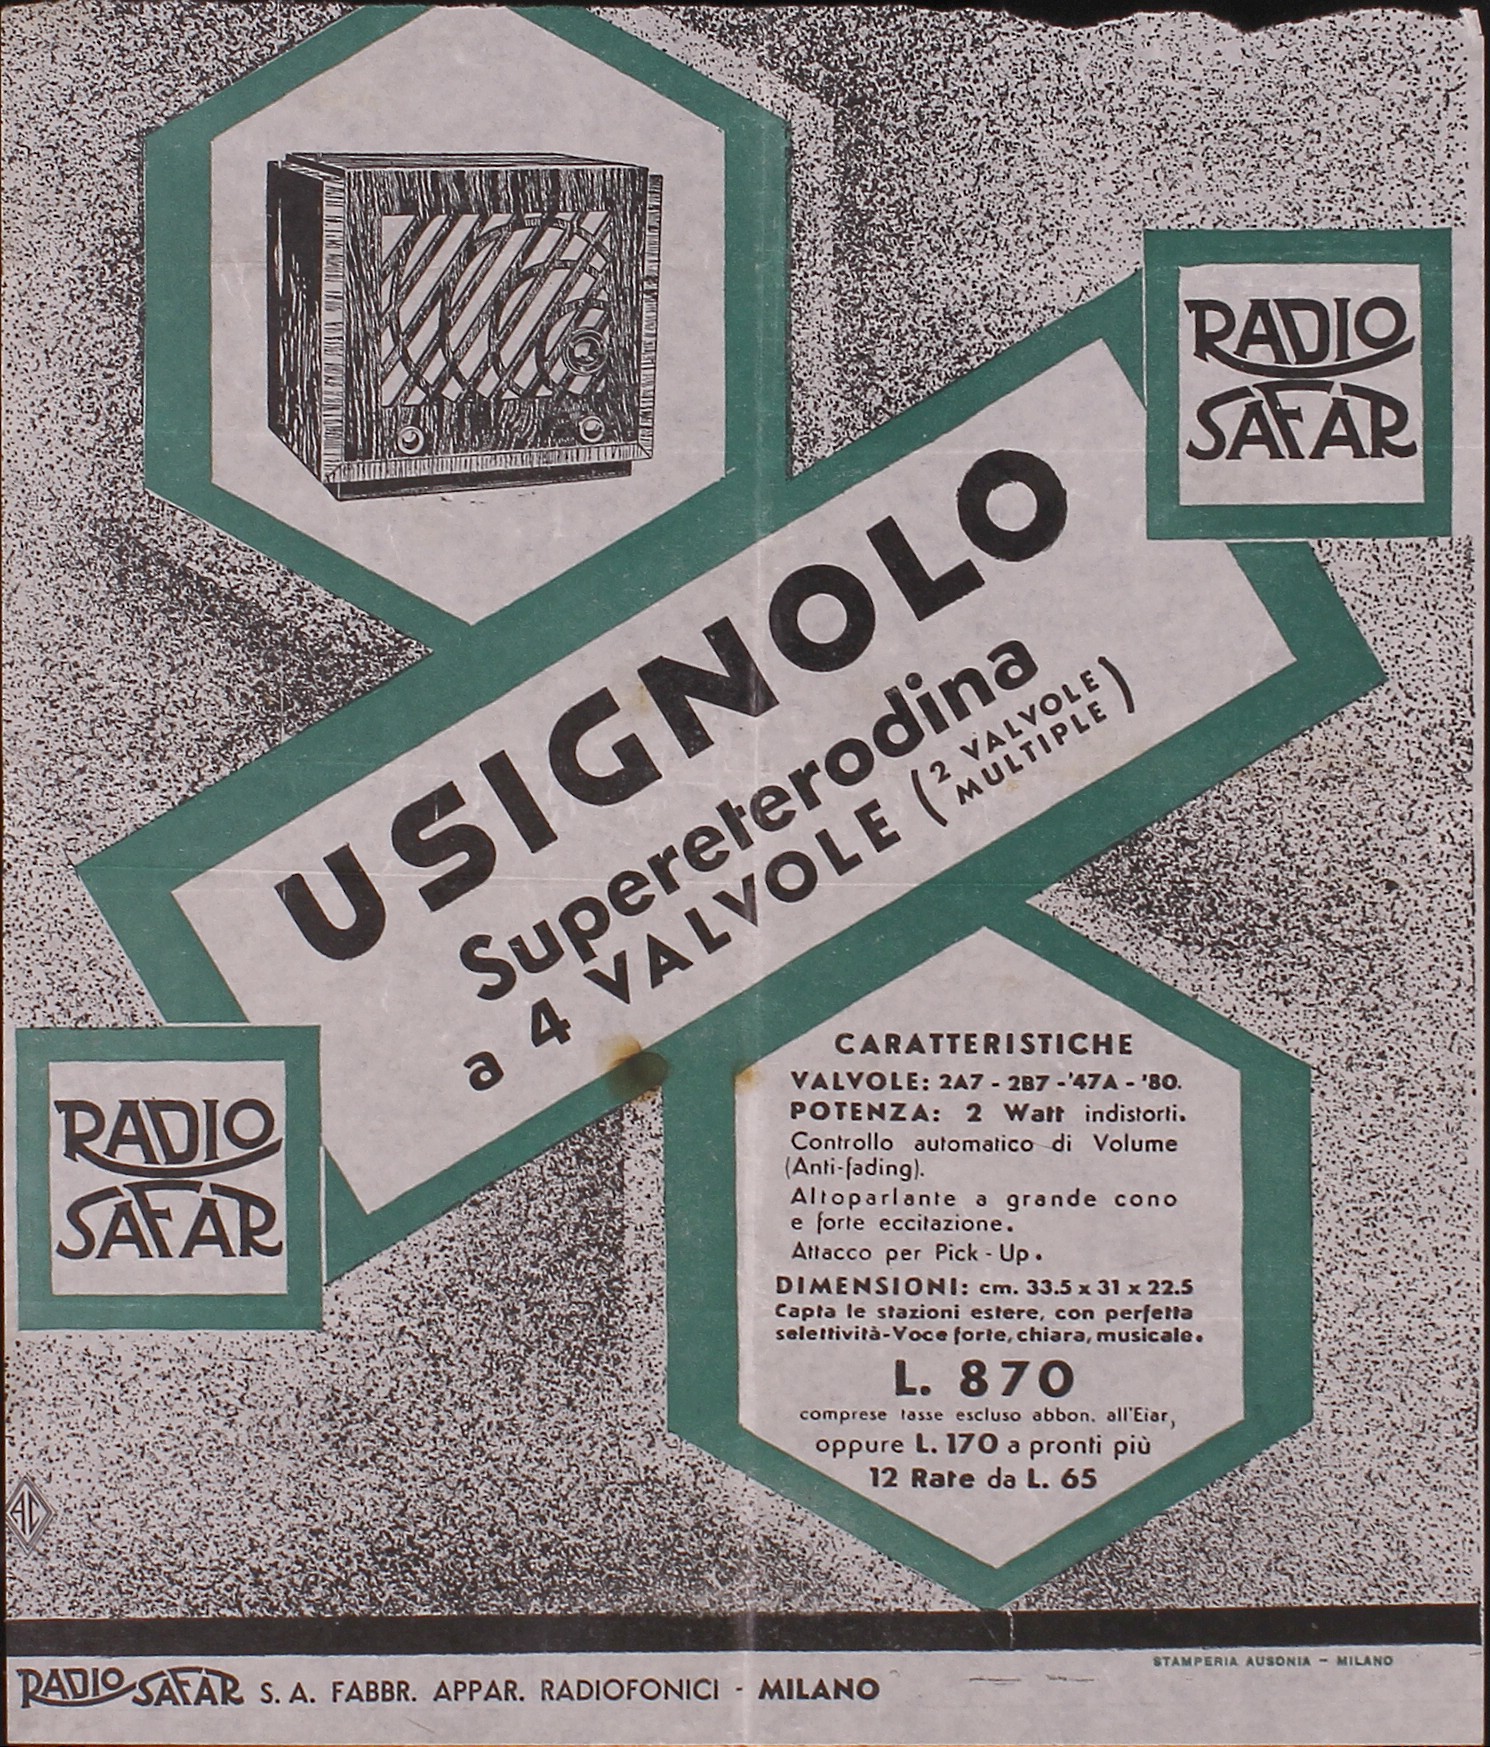 RADIO
SAFAR
USIGNOLO
Supereterodina
a 4 VALVOLE (2 VALVOLE
MULTIPLE)
RADIO
SAFAR
CARATTERISTICHE
VALVOLE: 2A7 - 2B7 - '47A - '80.
POTENZA: 2 Watt indistorti.
Controllo automatico di Volume
(Anti-fading).
Altoparlante a grande cono
e forte eccitazione.
Attacco per Pick - Up.
DIMENSIONI: cm. 33.5 x 31 x 22.5
Capta le stazioni estere, con perfetta
selettività-Voce forte, chiara, musicale.
L. 870
comprese tasse escluso abbon. all'Eiar,
oppure L. 170 a pronti più
12 Rate da L. 65
AC
STAMPERIA AUSONIA - MILANO
RADIO SAFAR S. A. FABBR. APPAR. RADIOFONICI - MILANO